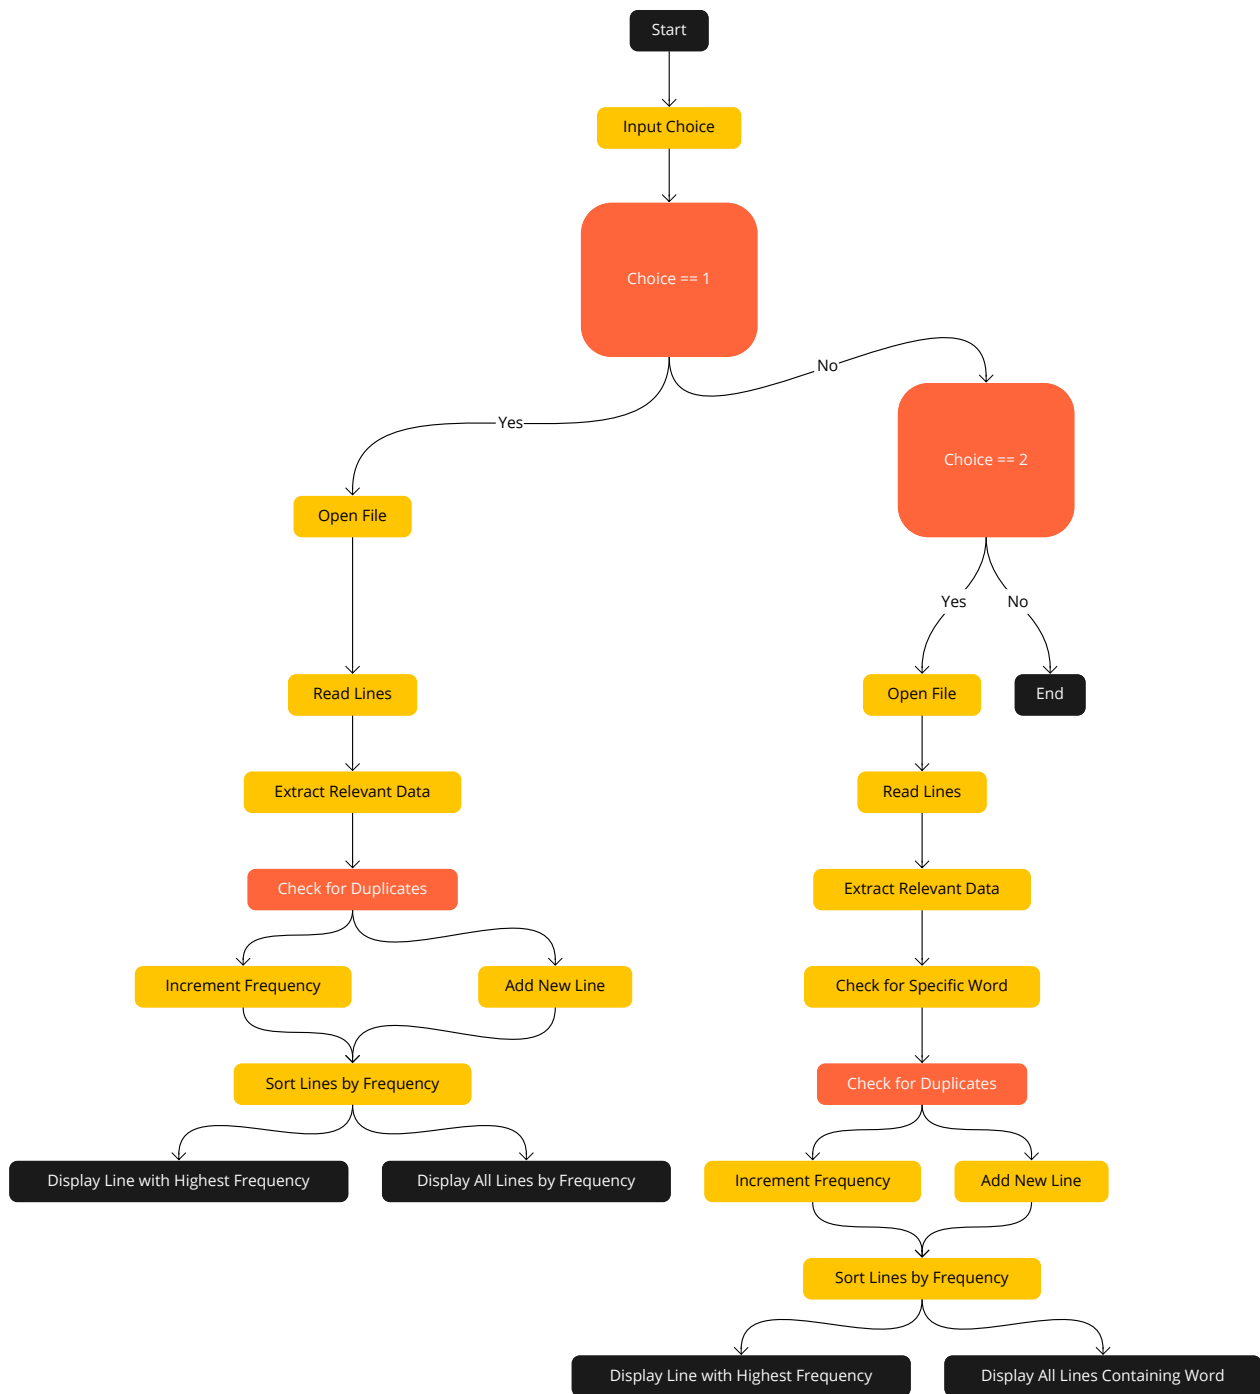 Start
Input Choice
Choice == 1
No
Yes
Choice == 2
Open File
Yes
No
Read Lines
Open File
End
Extract Relevant Data
Read Lines
Check for Duplicates
Extract Relevant Data
Increment Frequency
Add New Line
Check for Specific Word
Sort Lines by Frequency
Check for Duplicates
Display Line with Highest Frequency
Display All Lines by Frequency
Increment Frequency
Add New Line
Sort Lines by Frequency
Display Line with Highest Frequency
Display All Lines Containing Word